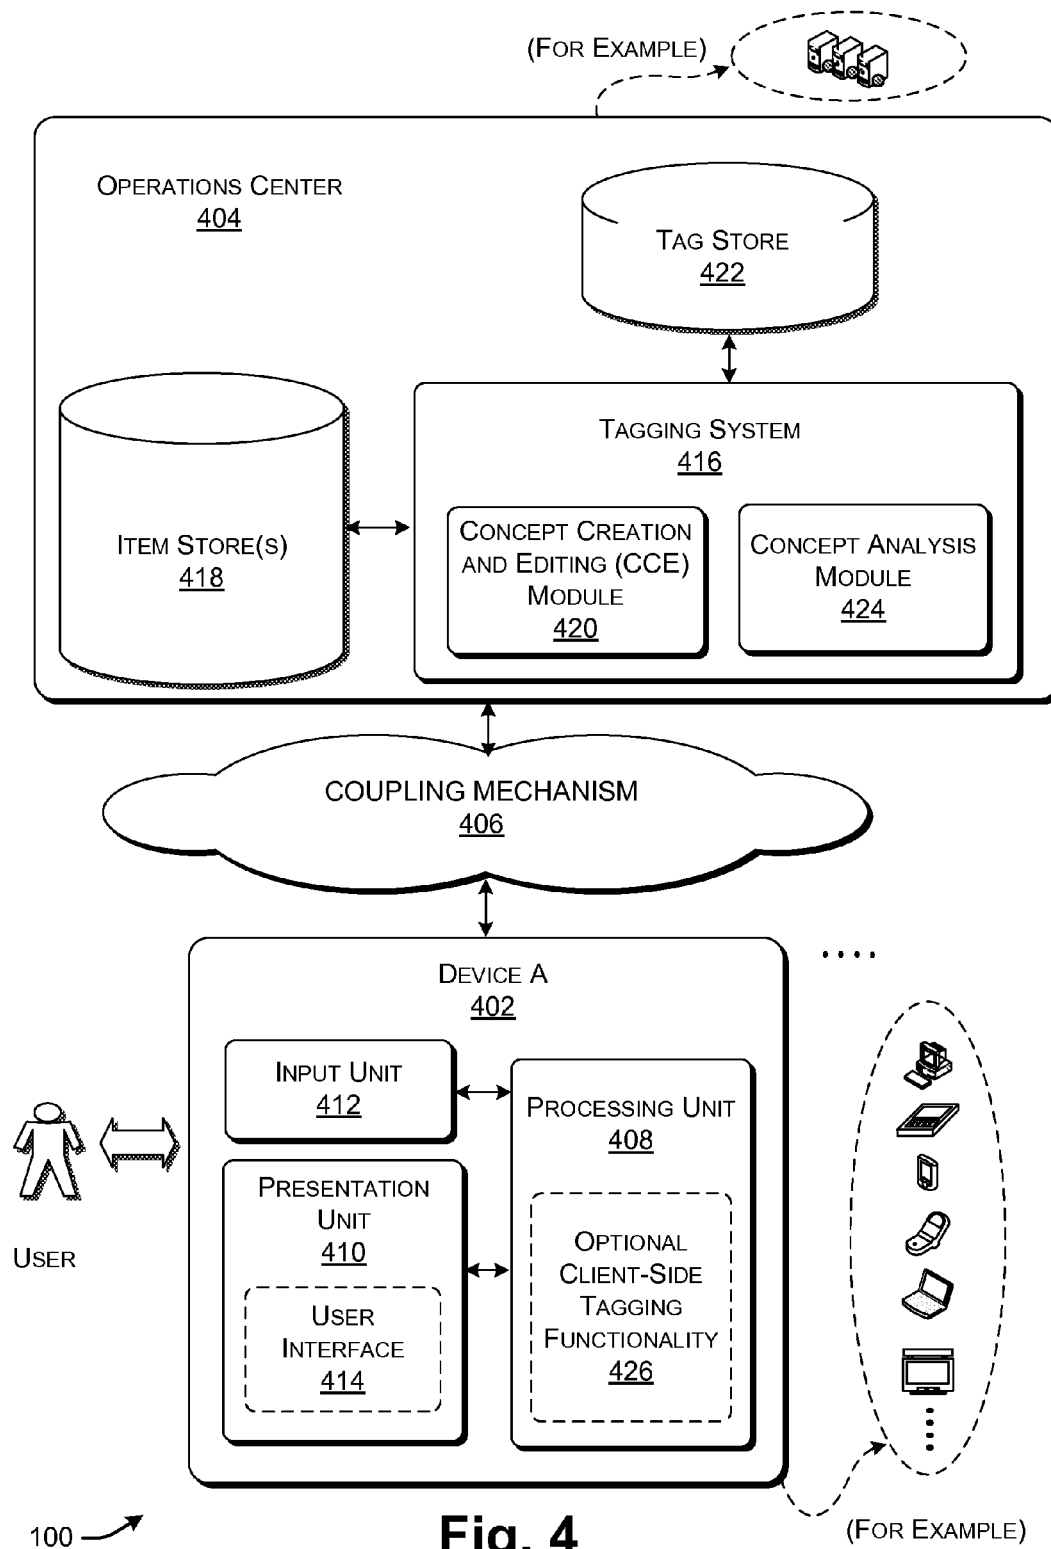 (FOR EXAMPLE)
OPERATIONS CENTER
404
TAG STORE
422
TAGGING SYSTEM
416
ITEM STORE(S)
418
CONCEPT CREATION
AND EDITING (CCE)
MODULE
420
CONCEPT ANALYSIS
MODULE
424
COUPLING MECHANISM
406
DEVICE A
402
INPUT UNIT
412
PROCESSING UNIT
408
PRESENTATION
UNIT
410
USER
INTERFACE
414
OPTIONAL
CLIENT-SIDE
TAGGING
FUNCTIONALITY
426
USER
100
Fig. 4
(FOR EXAMPLE)